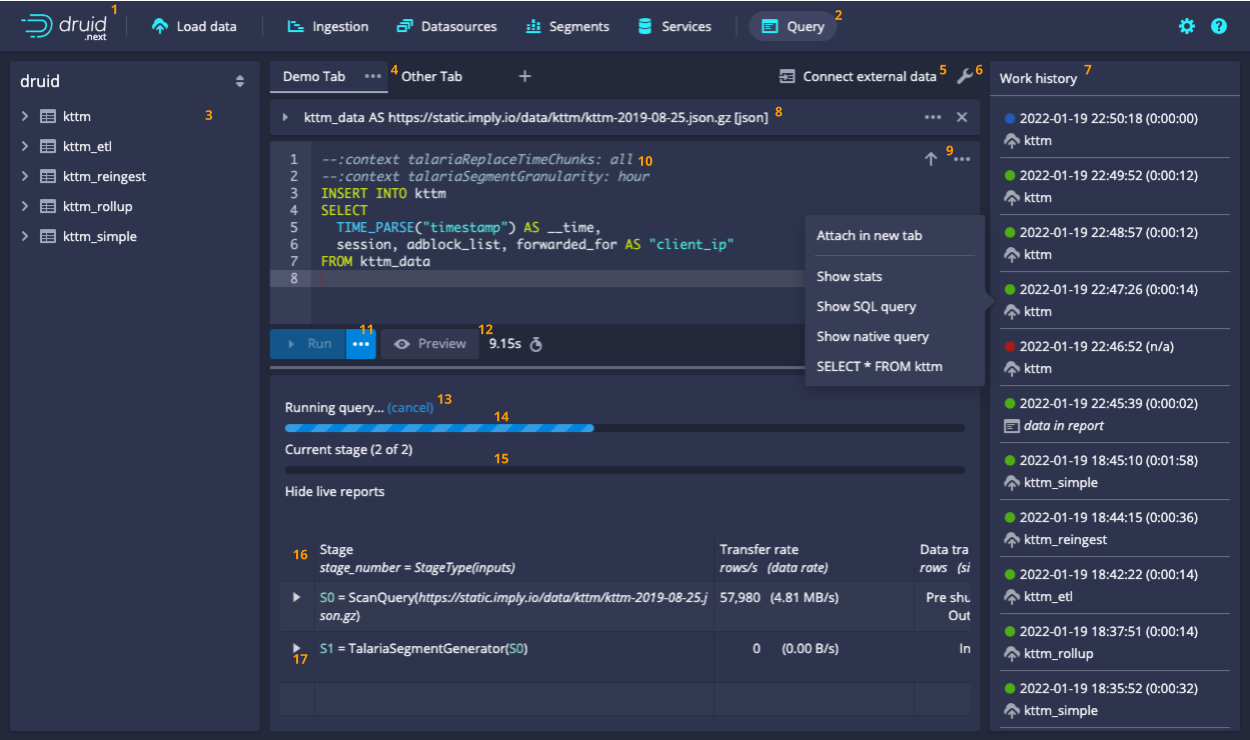 druid 1
.next
Load data
Ingestion
Datasources
Segments
Services
Query 2
druid
kttm 3
kttm_etl
kttm_reingest
kttm_rollup
kttm_simple
Demo Tab ••• 4 Other Tab +
Connect external data 5 6
kttm_data AS https://static.imply.io/data/kttm/kttm-2019-08-25.json.gz [json] 8
1 --:context talariaReplaceTimeChunks: all 10 9
2 --:context talariaSegmentGranularity: hour
3 INSERT INTO kttm
4 SELECT
5 TIME_PARSE("timestamp") AS __time,
6 session, adblock_list, forwarded_for AS "client_ip"
7 FROM kttm_data
8
Run 11 ••• Preview 12 9.15s
Attach in new tab
Show stats
Show SQL query
Show native query
SELECT * FROM kttm
Running query... (cancel) 13
14
Current stage (2 of 2)
15
Hide live reports
16 Stage Transfer rate Data tra
stage_number = StageType(inputs) rows/s (data rate) rows (si
S0 = ScanQuery(https://static.imply.io/data/kttm/kttm-2019-08-25.j 57,980 (4.81 MB/s) Pre shu
son.gz) Out
S1 = TalariaSegmentGenerator(S0) 0 (0.00 B/s) In
17
Work history 7
2022-01-19 22:50:18 (0:00:00)
kttm
2022-01-19 22:49:52 (0:00:12)
kttm
2022-01-19 22:48:57 (0:00:12)
kttm
2022-01-19 22:47:26 (0:00:14)
kttm
2022-01-19 22:46:52 (n/a)
kttm
2022-01-19 22:45:39 (0:00:02)
data in report
2022-01-19 18:45:10 (0:01:58)
kttm_simple
2022-01-19 18:44:15 (0:00:36)
kttm_reingest
2022-01-19 18:42:22 (0:00:14)
kttm_etl
2022-01-19 18:37:51 (0:00:14)
kttm_rollup
2022-01-19 18:35:52 (0:00:32)
kttm_simple